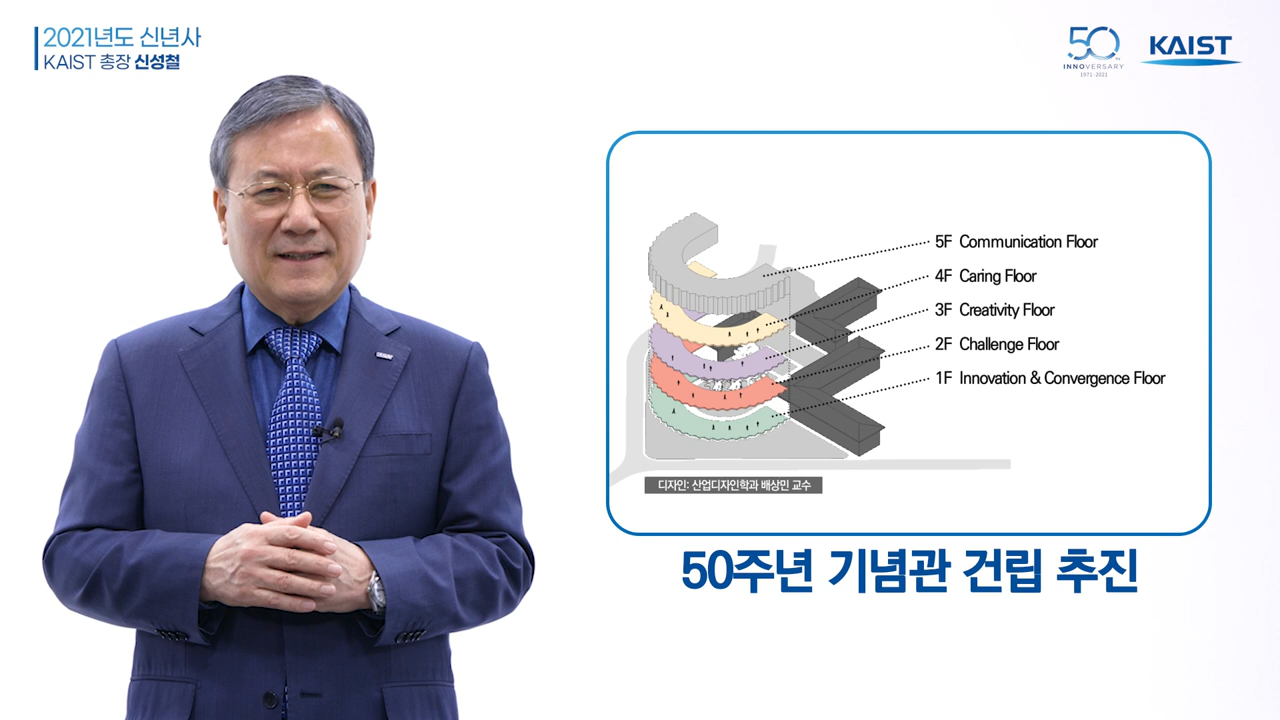 2021년도 신년사
KAIST 총장 신성철
50
INNOVERSARY
1971-2021
KAIST
5F Communication Floor
4F Caring Floor
3F Creativity Floor
2F Challenge Floor
1F Innovation & Convergence Floor
디자인: 산업디자인학과 배상민 교수
50주년 기념관 건립 추진